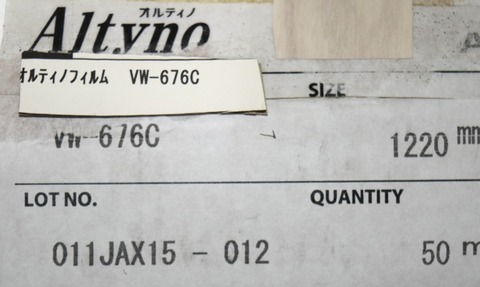 オルティノ
Altyno
オルティノフィルム VW-676C
SIZE
VW-676C
1220 mm
LOT NO.
QUANTITY
011JAX15 - 012
50 m